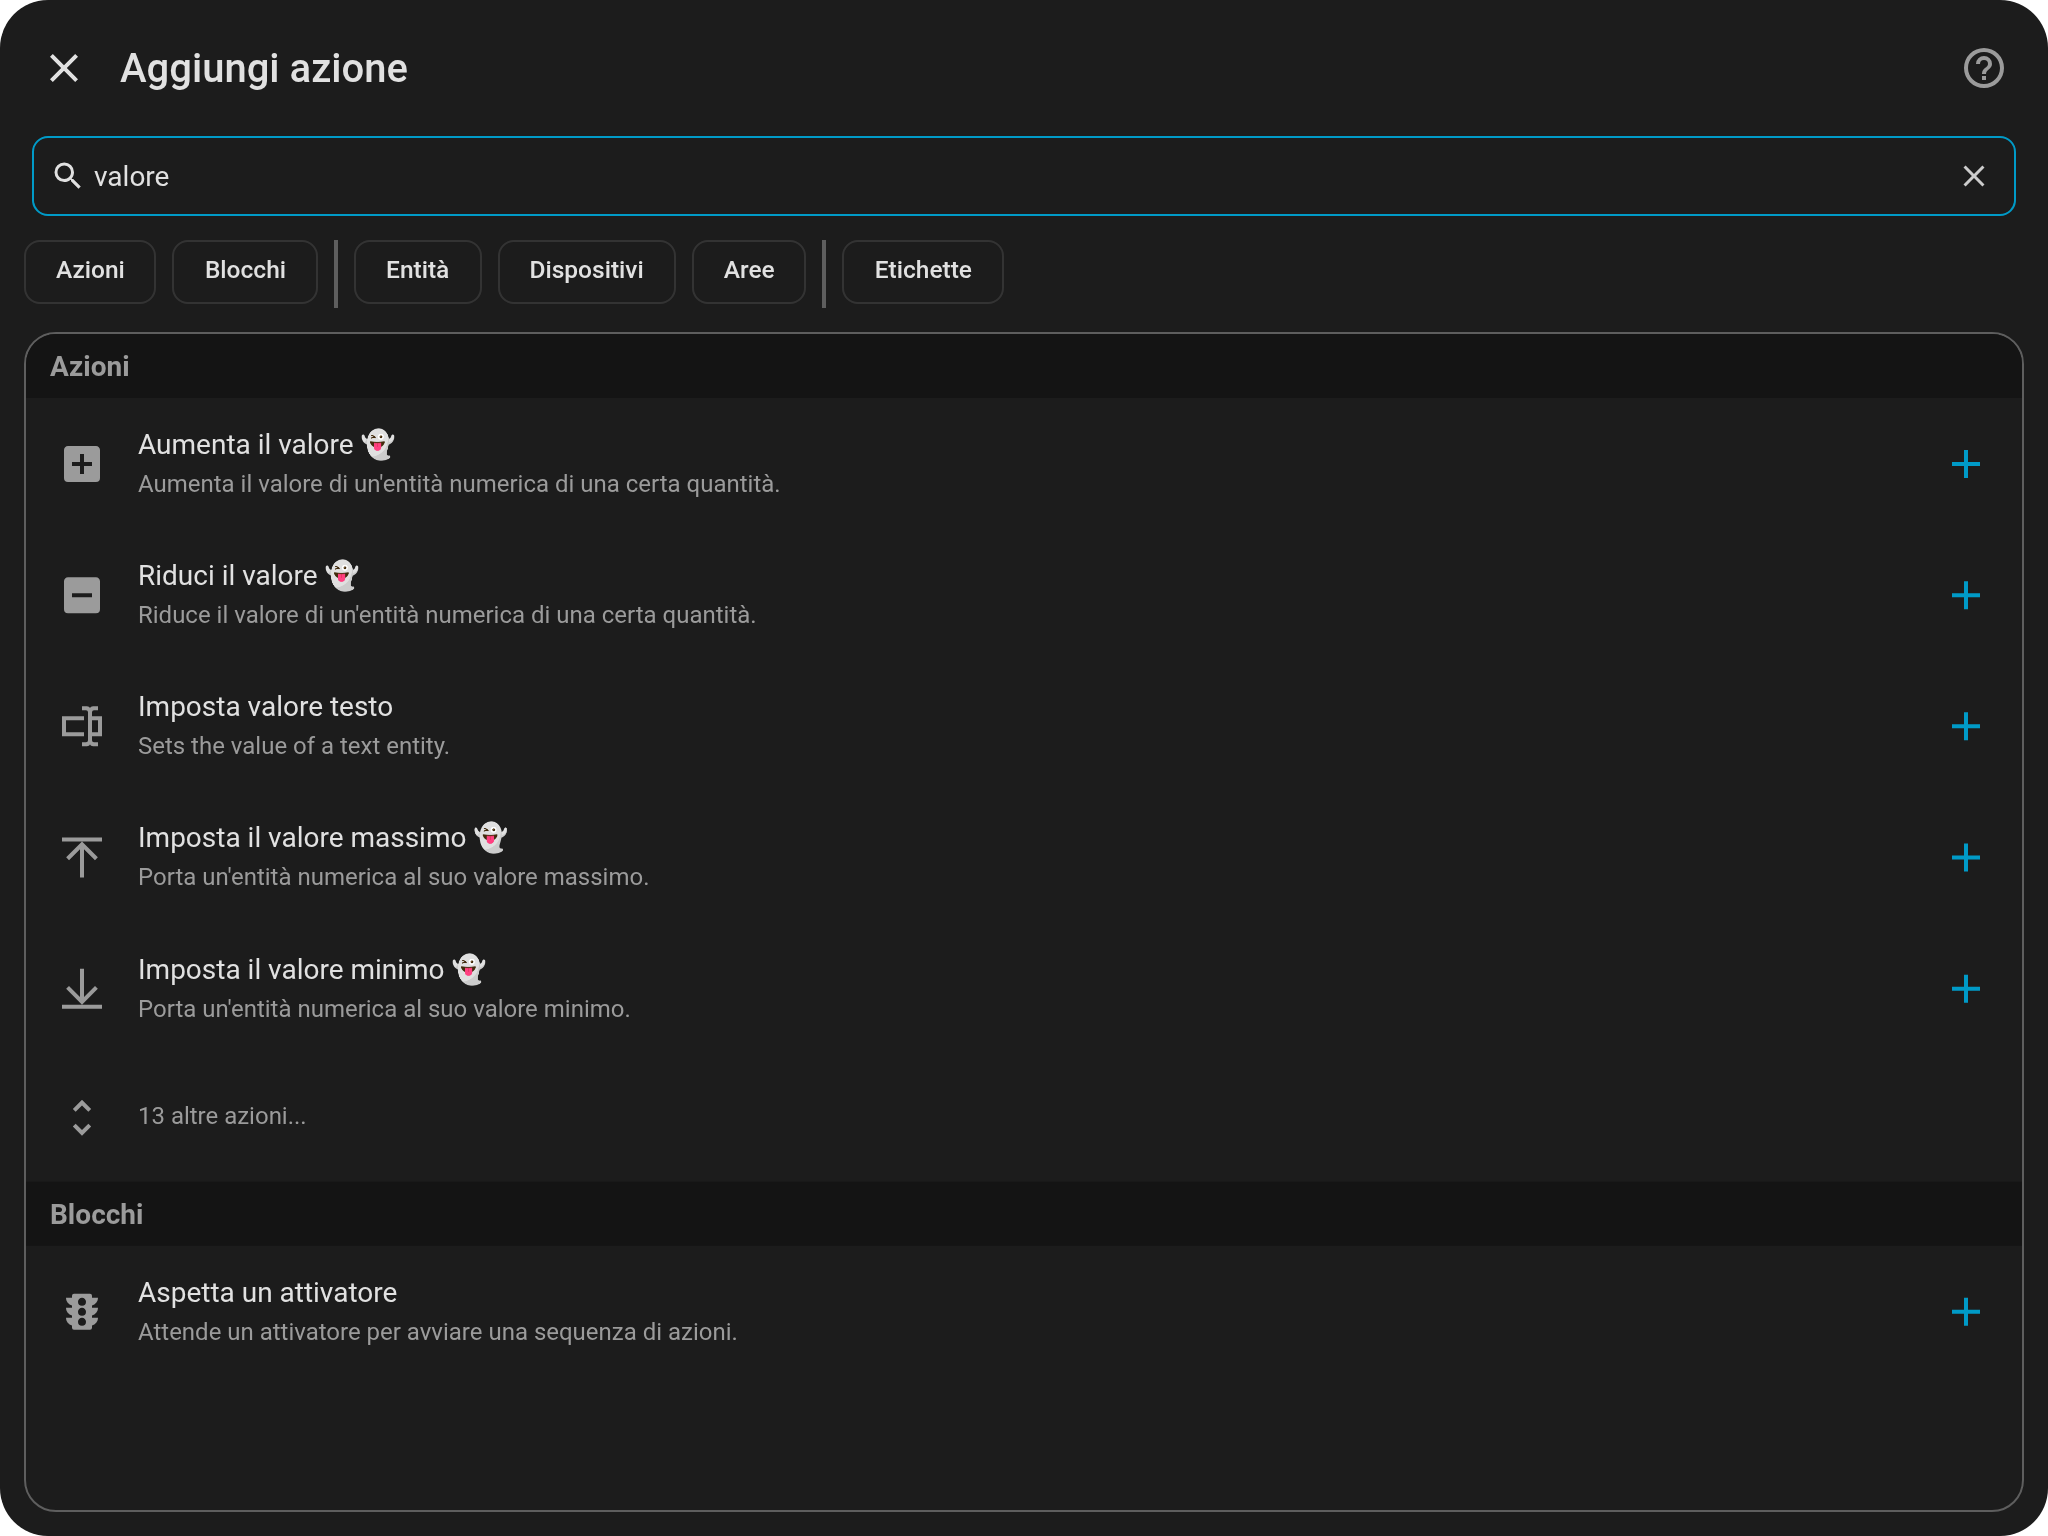 Aggiungi azione
valore
Azioni
Blocchi
Entità
Dispositivi
Aree
Etichette
Azioni
Aumenta il valore 👻
Aumenta il valore di un'entità numerica di una certa quantità.
Riduci il valore 👻
Riduce il valore di un'entità numerica di una certa quantità.
Imposta valore testo
Sets the value of a text entity.
Imposta il valore massimo 👻
Porta un'entità numerica al suo valore massimo.
Imposta il valore minimo 👻
Porta un'entità numerica al suo valore minimo.
13 altre azioni...
Blocchi
Aspetta un attivatore
Attende un attivatore per avviare una sequenza di azioni.